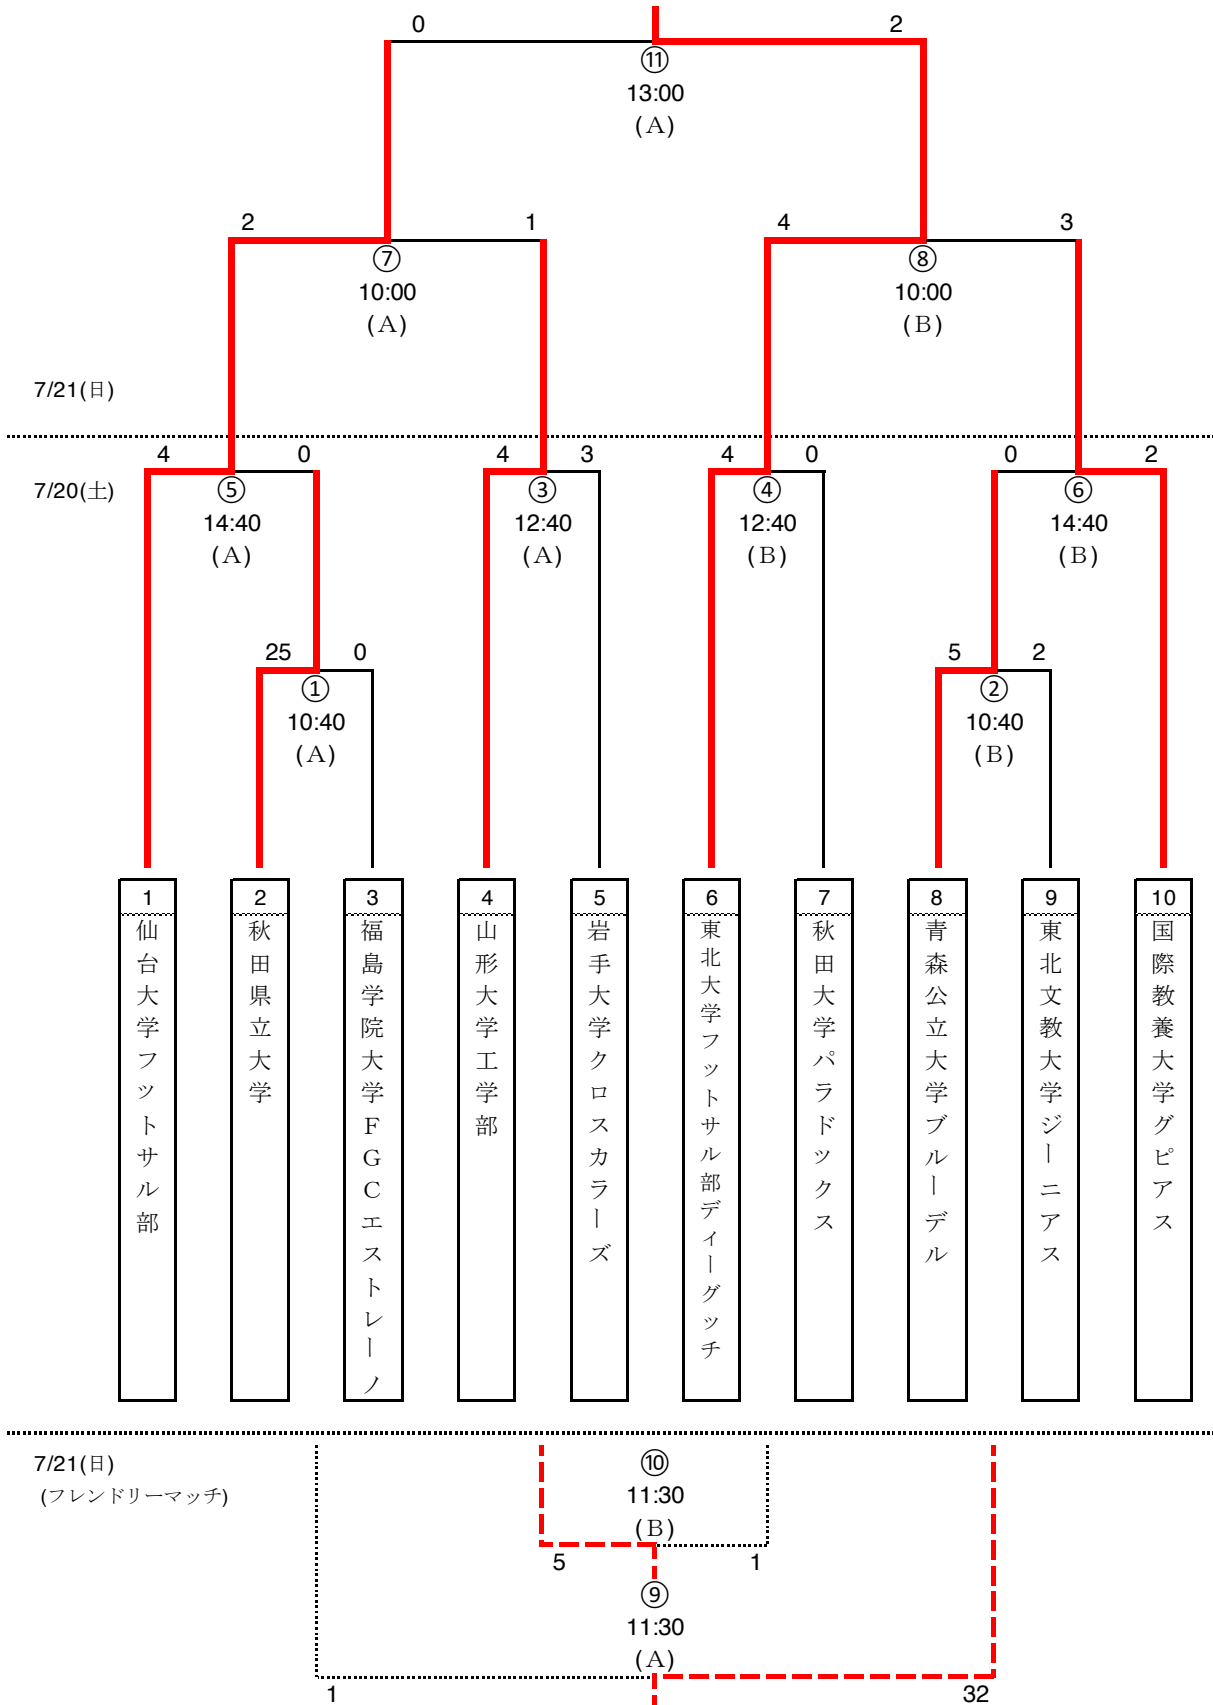 0 2
⑪
13:00
(A)
2 1 4 3
⑦ ⑧
10:00 10:00
(A) (B)
7/21(日)
4 0 4 3 4 0 0 2
7/20(土)
⑤ ③ ④ ⑥
14:40 12:40 12:40 14:40
(A) (A) (B) (B)
25 0 5 2
① ②
10:40 10:40
(A) (B)
1 2 3 4 5 6 7 8 9 10
仙台大学フットサル部
秋田県立大学
福島学院大学FGCエストレーノ
山形大学工学部
岩手大学クロスカラーズ
東北大学フットサル部ディーグッチ
秋田大学パラドックス
青森公立大学ブルーデル
東北文教大学ジーニアス
国際教養大学グピアス
7/21(日)
(フレンドリーマッチ)
⑩
11:30
(B)
5 1
⑨
11:30
(A)
1 32